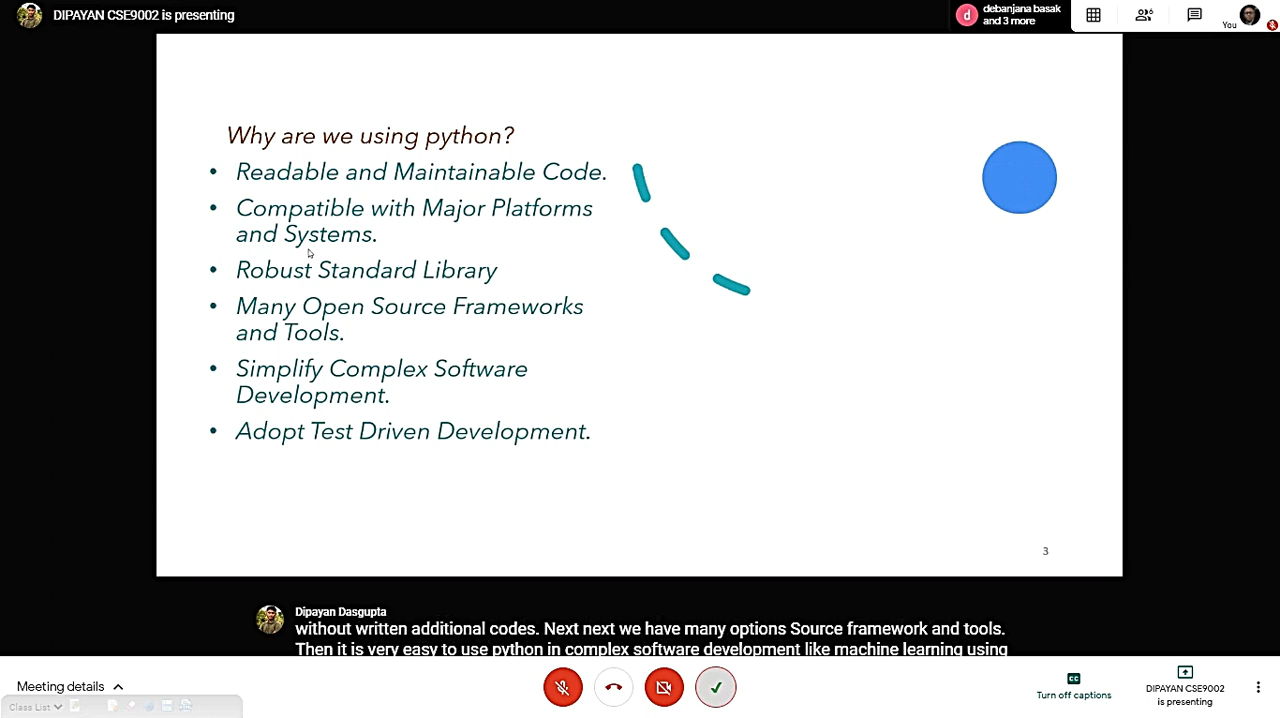 DIPAYAN CSE9002 is presenting
d
debanjana basak
and 3 more
6
You
Why are we using python?
• Readable and Maintainable Code.
• Compatible with Major Platforms
and Systems.
• Robust Standard Library
• Many Open Source Frameworks
and Tools.
• Simplify Complex Software
Development.
• Adopt Test Driven Development.
3
Dipayan Dasgupta
without written additional codes. Next next we have many options Source framework and tools.
Then it is very easy to use python in complex software development like machine learning using
Meeting details
Class List
CC
Turn off captions
DIPAYAN CSE9002
is presenting